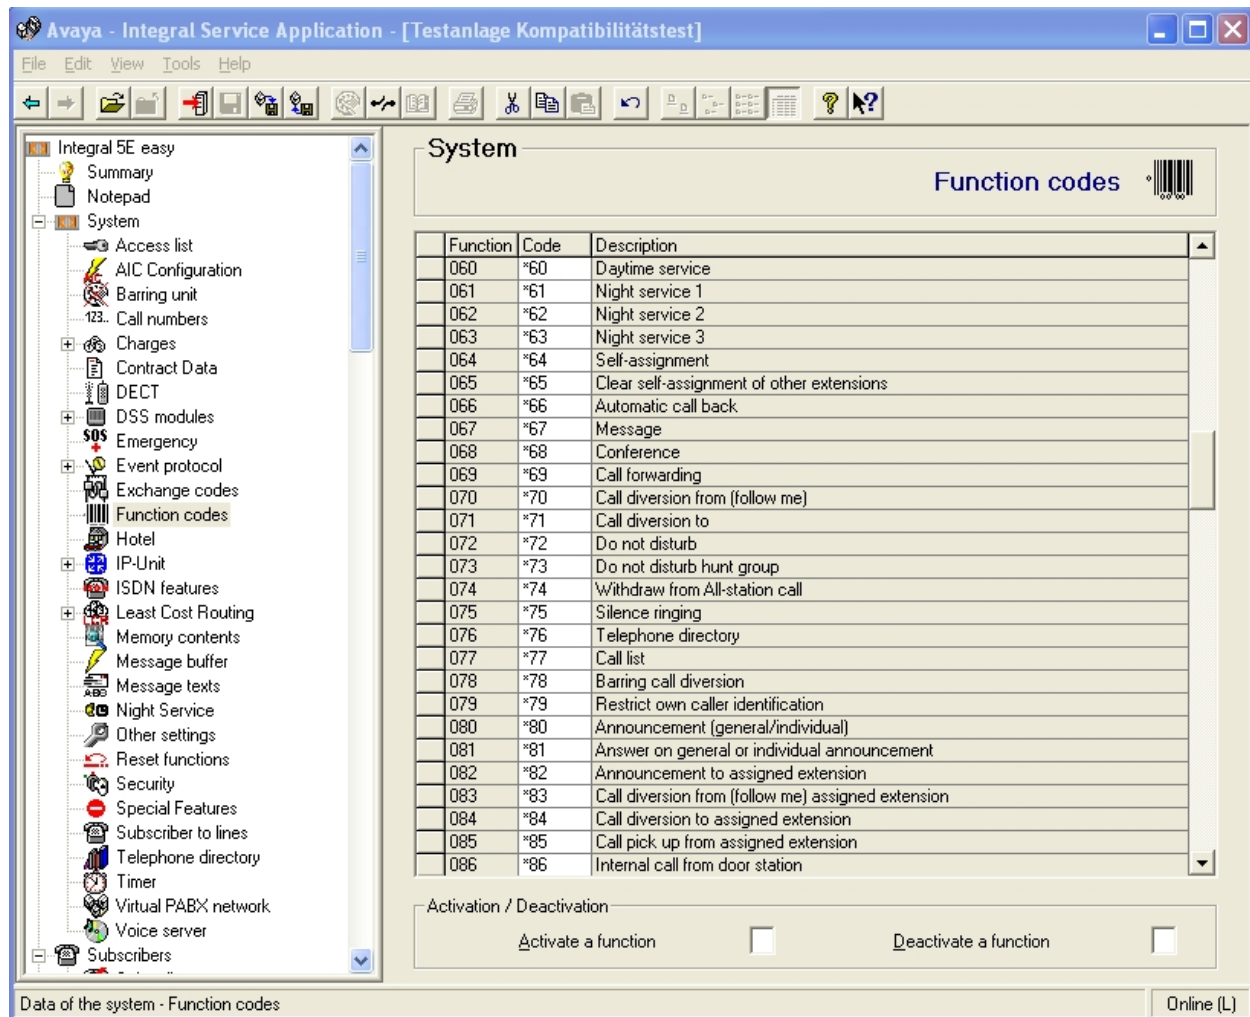 Avaya - Integral Service Application - [Testanlage Kompatibilitätstest]
File Edit View Tools Help
Integral 5E easy
Summary
Notepad
System
Access list
AIC Configuration
Barring unit
123.. Call numbers
Charges
Contract Data
DECT
DSS modules
SOS Emergency
Event protocol
Exchange codes
Function codes
Hotel
IP-Unit
ISDN features
LCR Least Cost Routing
Memory contents
Message buffer
ABC Message texts
Night Service
Other settings
Reset functions
Security
Special Features
Subscriber to lines
Telephone directory
Timer
Virtual PABX network
Voice server
Subscribers
System
Function codes
Function Code Description
060 *60 Daytime service
061 *61 Night service 1
062 *62 Night service 2
063 *63 Night service 3
064 *64 Self-assignment
065 *65 Clear self-assignment of other extensions
066 *66 Automatic call back
067 *67 Message
068 *68 Conference
069 *69 Call forwarding
070 *70 Call diversion from (follow me)
071 *71 Call diversion to
072 *72 Do not disturb
073 *73 Do not disturb hunt group
074 *74 Withdraw from All-station call
075 *75 Silence ringing
076 *76 Telephone directory
077 *77 Call list
078 *78 Barring call diversion
079 *79 Restrict own caller identification
080 *80 Announcement (general/individual)
081 *81 Answer on general or individual announcement
082 *82 Announcement to assigned extension
083 *83 Call diversion from (follow me) assigned extension
084 *84 Call diversion to assigned extension
085 *85 Call pick up from assigned extension
086 *86 Internal call from door station
Activation / Deactivation
Activate a function Deactivate a function
Data of the system - Function codes Online (L)